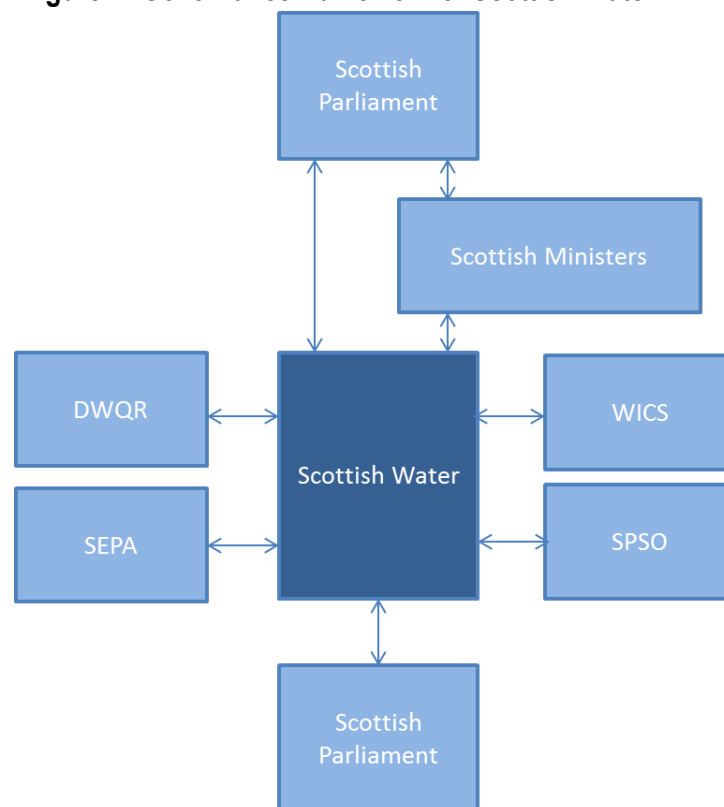 Scottish
Parliament
Scottish Ministers
DWQR
WICS
Scottish Water
SEPA
SPSO
Scottish
Parliament